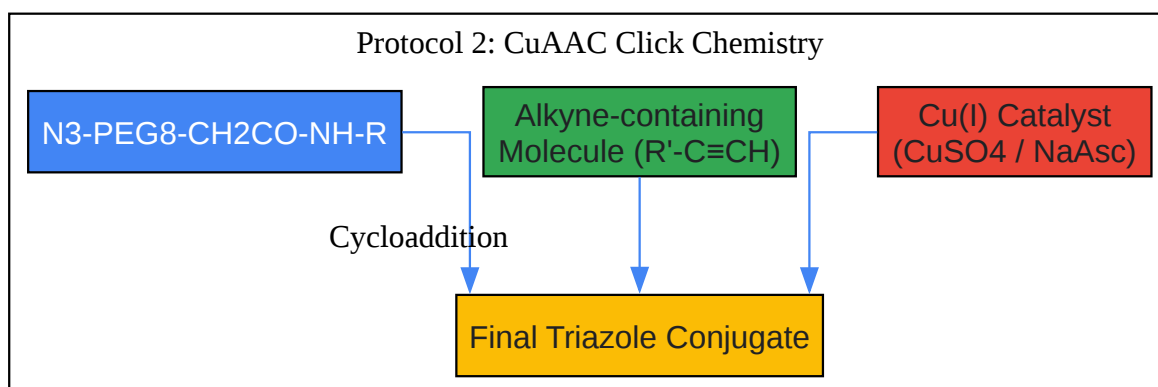 Protocol 2: CuAAC Click Chemistry
N3-PEG8-CH2CO-NH-R
Alkyne-containing
Molecule (R'-C≡CH)
Cu(I) Catalyst
(CuSO4 / NaAsc)
Cycloaddition
Final Triazole Conjugate